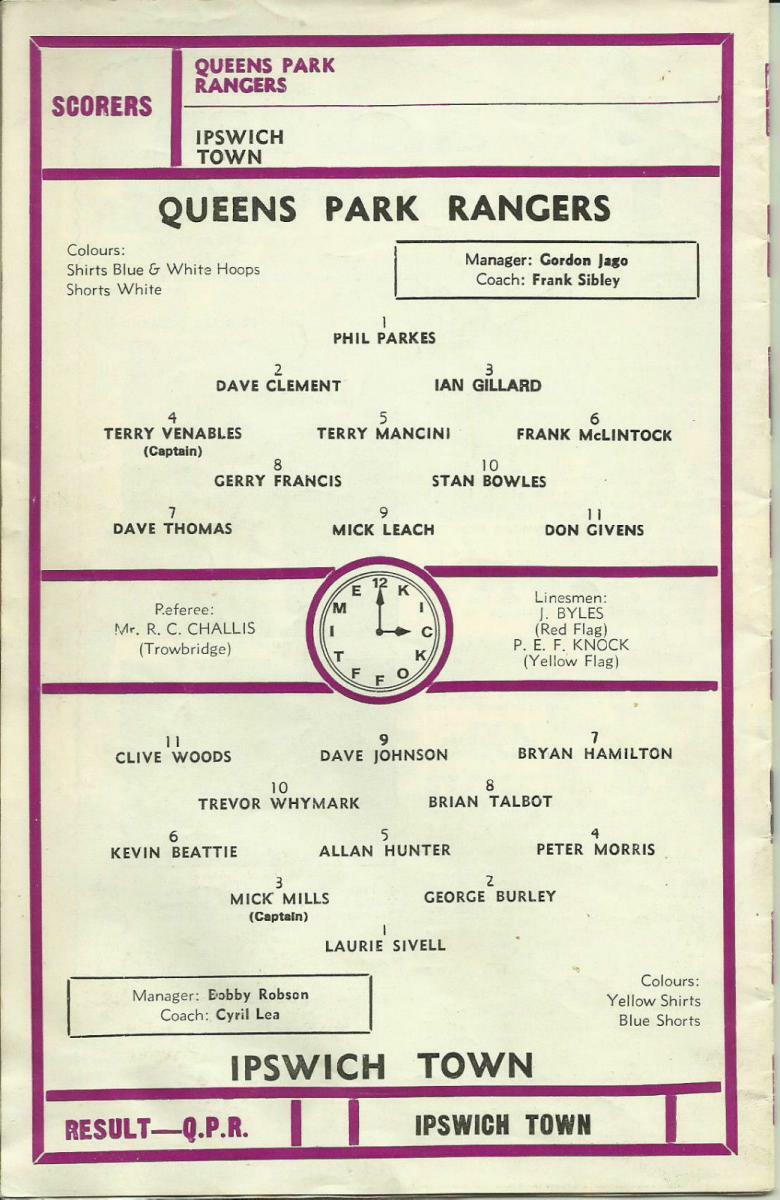 SCORERS
QUEENS PARK
RANGERS
IPSWICH
TOWN
QUEENS PARK RANGERS
Colours:
Shirts Blue & White Hoops
Shorts White
Manager: Gordon Jago
Coach: Frank Sibley
1
PHIL PARKES
2 3
DAVE CLEMENT IAN GILLARD
4 5 6
TERRY VENABLES TERRY MANCINI FRANK McLINTOCK
(Captain)
8 10
GERRY FRANCIS STAN BOWLES
7 9 11
DAVE THOMAS MICK LEACH DON GIVENS
Referee:
Mr. R. C. CHALLIS
(Trowbridge)
12
KICK OFF TIME
Linesmen:
J. BYLES
(Red Flag)
P. E. F. KNOCK
(Yellow Flag)
11 9 7
CLIVE WOODS DAVE JOHNSON BRYAN HAMILTON
10 8
TREVOR WHYMARK BRIAN TALBOT
6 5 4
KEVIN BEATTIE ALLAN HUNTER PETER MORRIS
3 2
MICK MILLS GEORGE BURLEY
(Captain)
1
LAURIE SIVELL
Manager: Bobby Robson
Coach: Cyril Lea
Colours:
Yellow Shirts
Blue Shorts
IPSWICH TOWN
RESULT—Q.P.R. IPSWICH TOWN